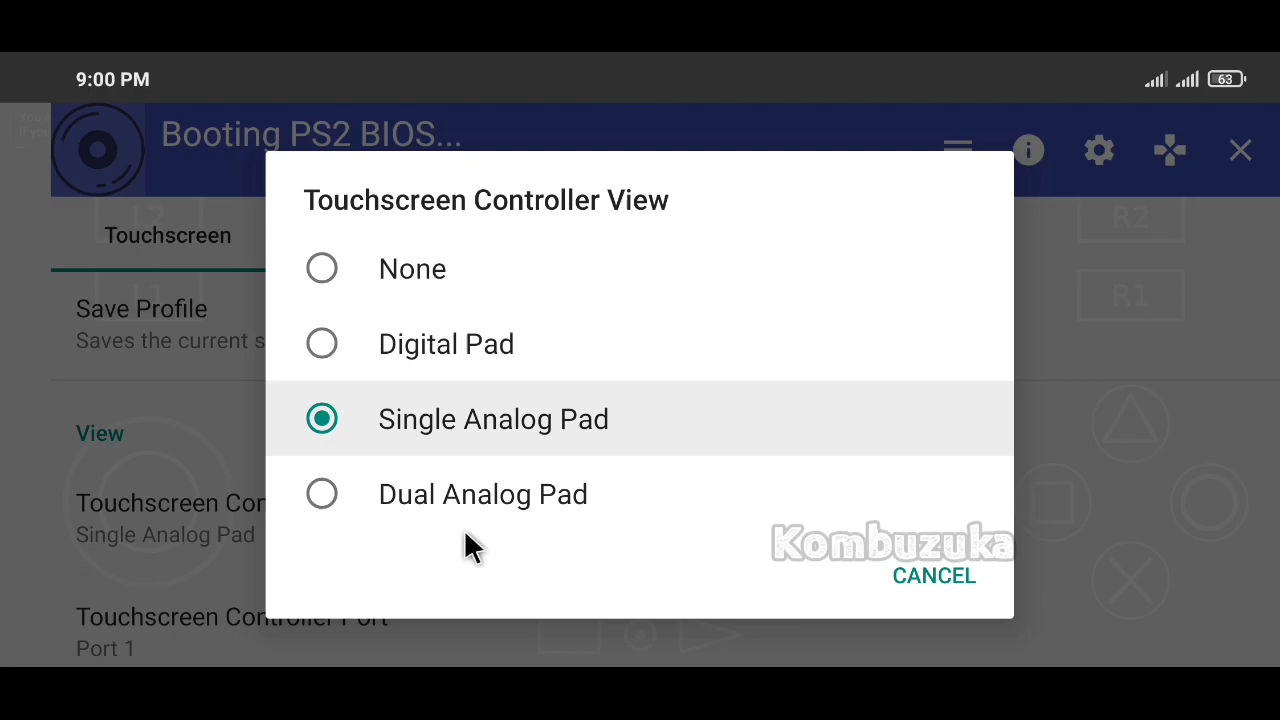 9:00 PM
63
Booting PS2 BIOS...
Touchscreen Controller View
L2
R2
Touchscreen
None
L1
R1
Save Profile
Saves the current s
Digital Pad
Single Analog Pad
View
Touchscreen Con
Dual Analog Pad
Single Analog Pad
Kombuzuka
CANCEL
Touchscreen Controller Port
Port 1